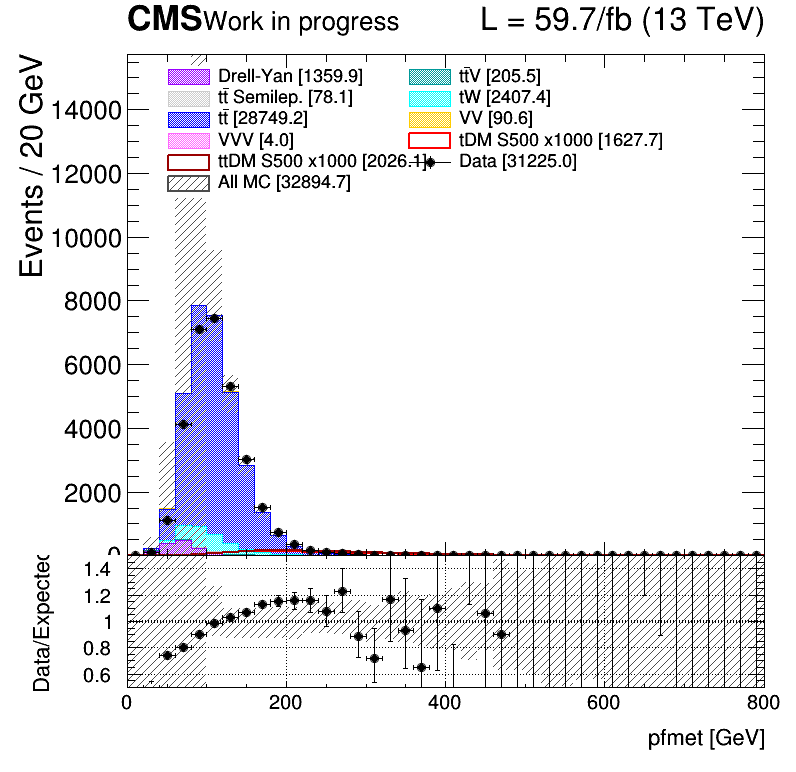 CMS Work in progress L = 59.7/fb (13 TeV)
Events / 20 GeV
Drell-Yan [1359.9] tt̄V [205.5]
tt̄ Semilep. [78.1] tW [2407.4]
tt̄ [28749.2] VV [90.6]
VVV [4.0] tDM S500 x1000 [1627.7]
ttDM S500 x1000 [2026.1] Data [31225.0]
All MC [32894.7]
14000
12000
10000
8000
6000
4000
2000
0
Data/Expected
1.4
1.2
1
0.8
0.6
0 200 400 600 800
pfmet [GeV]